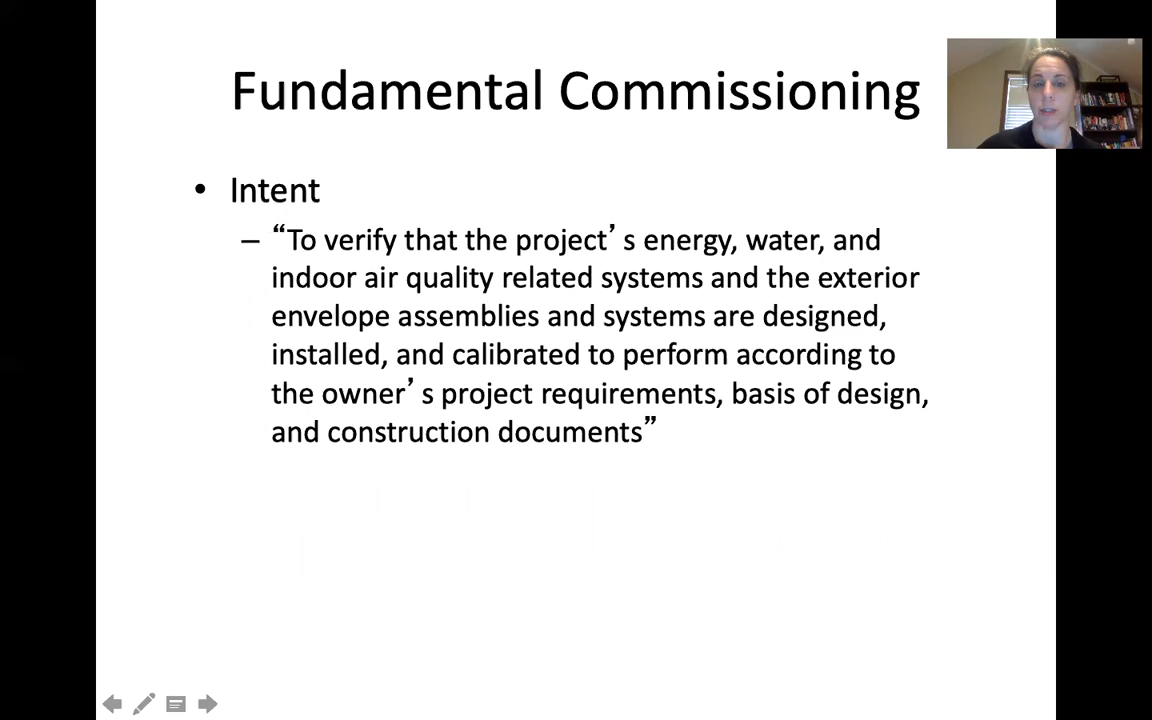 Fundamental Commissioning
• Intent
– “To verify that the project’s energy, water, and
indoor air quality related systems and the exterior
envelope assemblies and systems are designed,
installed, and calibrated to perform according to
the owner’s project requirements, basis of design,
and construction documents”